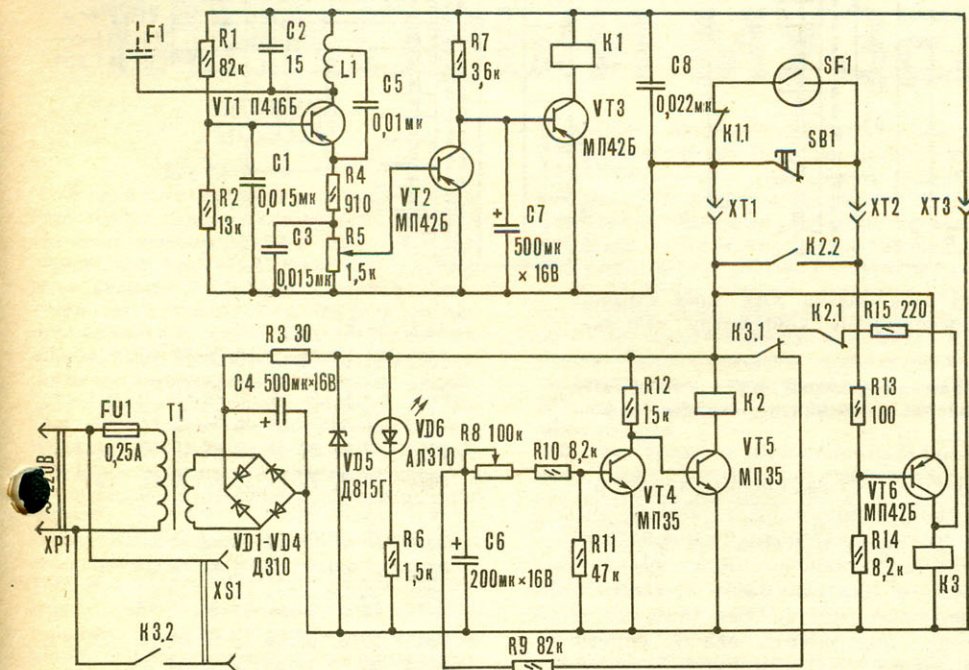 F1
R1
82к
C2
15
L1
C5
0,01мк
VT1 П416Б
R7
3,6к
K1
VT3
МП42Б
C8
0,022мк
SF1
K1.1
SB1
C1
0,015мк
R2
13к
R4
910
C3
0,015мк
R5
1,5к
VT2
МП42Б
+
C7
500мк
× 16В
XT1
XT2
XT3
K2.2
R3 30
C4 500мк×16В
+
K3.1
K2.1
R15 220
FU1
0,25А
T1
VD5
Д815Г
VD6
АЛ310
R8 100к
R10 8,2к
R12
15к
K2
R13
100
VT4
МП35
VT5
МП35
VT6
МП42Б
220В
XP1
VD1-VD4
Д310
R6
1,5к
+
C6
200мк×16В
R11
47к
R14
8,2к
K3
XS1
K3.2
R9 82к